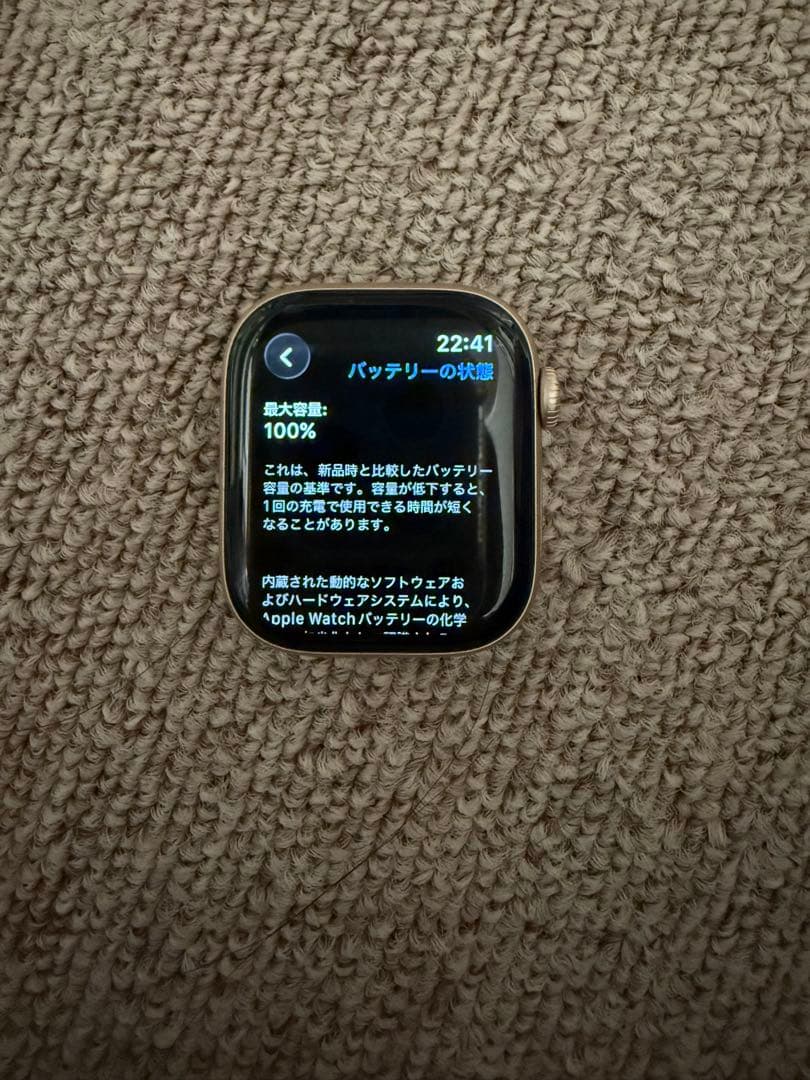 22:41
バッテリーの状態
最大容量:
100%
これは、新品時と比較したバッテリー
容量の基準です。容量が低下すると、
1回の充電で使用できる時間が短く
なることがあります。
内蔵された動的なソフトウェアお
よびハードウェアシステムにより、
Apple Watchバッテリーの化学